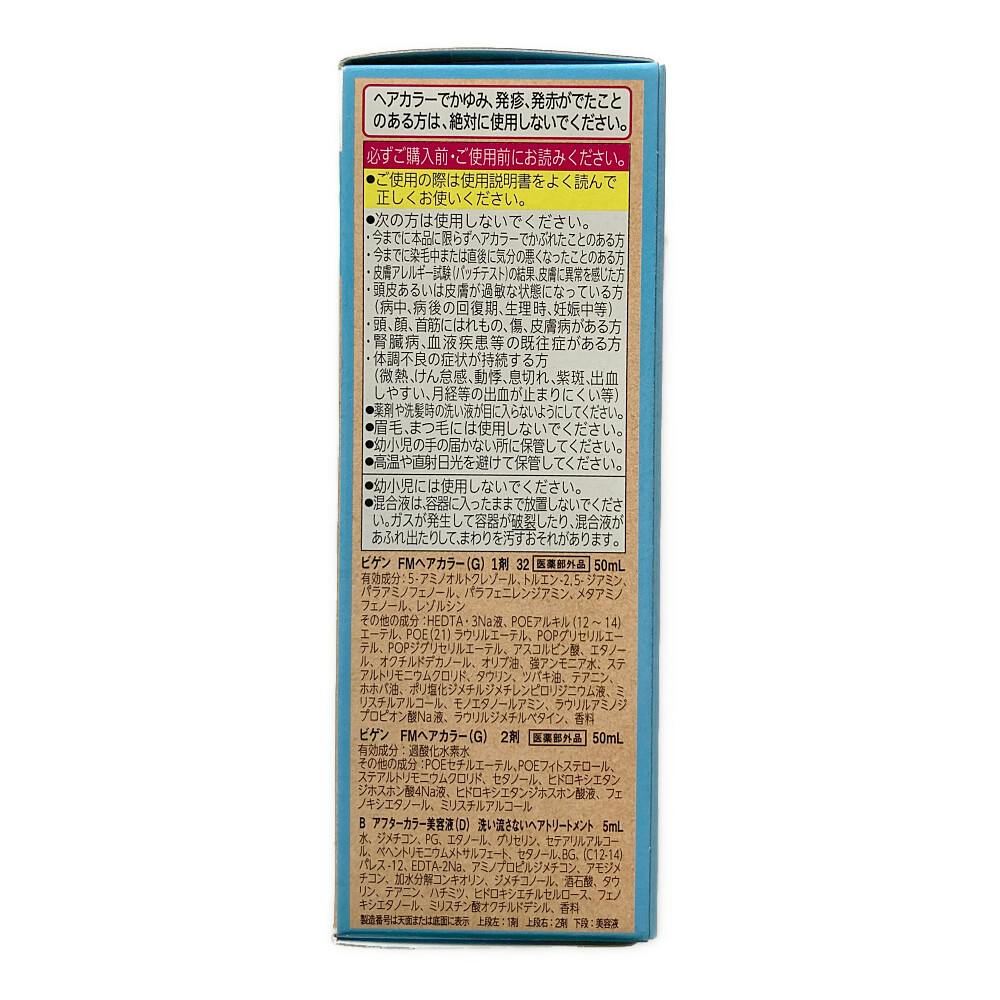 ヘアカラーでかゆみ、発疹、発赤がでたこと
のある方は、絶対に使用しないでください。
必ずご購入前・ご使用前にお読みください。
●ご使用の際は使用説明書をよく読んで
正しくお使いください。
●次の方は使用しないでください。
・今までに本品に限らずヘアカラーでかぶれたことのある方
・今までに染毛中または直後に気分の悪くなったことのある方
・皮膚アレルギー試験(パッチテスト)の結果、皮膚に異常を感じた方
・頭皮あるいは皮膚が過敏な状態になっている方
(病中、病後の回復期、生理時、妊娠中等)
・頭、顔、首筋にはれもの、傷、皮膚病がある方
・腎臓病、血液疾患等の既往症がある方
・体調不良の症状が持続する方
(微熱、けん怠感、動悸、息切れ、紫斑、出血
しやすい、月経等の出血が止まりにくい等)
●薬剤や洗髪時の洗い液が目に入らないようにしてください。
●眉毛、まつ毛には使用しないでください。
●幼小児の手の届かない所に保管してください。
●高温や直射日光を避けて保管してください。
●幼小児には使用しないでください。
●混合液は、容器に入ったままで放置しないでくださ
い。ガスが発生して容器が破裂したり、混合液が
あふれ出たりして、まわりを汚すおそれがあります。
ビゲン FMヘアカラー(G) 1剤 32 医薬部外品 50mL
有効成分:5-アミノオルトクレゾール、トルエン-2,5-ジアミン、
パラアミノフェノール、パラフェニレンジアミン、メタアミノ
フェノール、レゾルシン
その他の成分:HEDTA・3Na液、POEアルキル(12～14)
エーテル、POE(21)ラウリルエーテル、POPグリセリルエー
テル、POPジグリセリルエーテル、アスコルビン酸、エタノー
ル、オクチルドデカノール、オリブ油、強アンモニア水、ステ
アルトリモニウムクロリド、タウリン、ツバキ油、テアニン、
ホホバ油、ポリ塩化ジメチルジメチレンピロリジニウム液、ミ
リスチルアルコール、モノエタノールアミン、ラウリルアミノジ
プロピオン酸Na液、ラウリルジメチルベタイン、香料
ビゲン FMヘアカラー(G) 2剤 医薬部外品 50mL
有効成分:過酸化水素水
その他の成分:POEセチルエーテル、POEフィトステロール、
ステアルトリモニウムクロリド、セタノール、ヒドロキシエタン
ジホスホン酸4Na液、ヒドロキシエタンジホスホン酸液、フェ
ノキシエタノール、ミリスチルアルコール
B アフターカラー美容液(D) 洗い流さないヘアトリートメント 5mL
水、ジメチコン、PG、エタノール、グリセリン、セテアリルアルコー
ル、ベヘントリモニウムメトサルフェート、セタノール、BG、(C12-14)
パレス-12、EDTA-2Na、アミノプロピルジメチコン、アモジメ
チコン、加水分解コンキオリン、ジメチコノール、酒石酸、タウ
リン、テアニン、ハチミツ、ヒドロキシエチルセルロース、フェノ
キシエタノール、ミリスチン酸オクチルドデシル、香料
製造番号は天面または底面に表示 上段左:1剤 上段右:2剤 下段:美容液